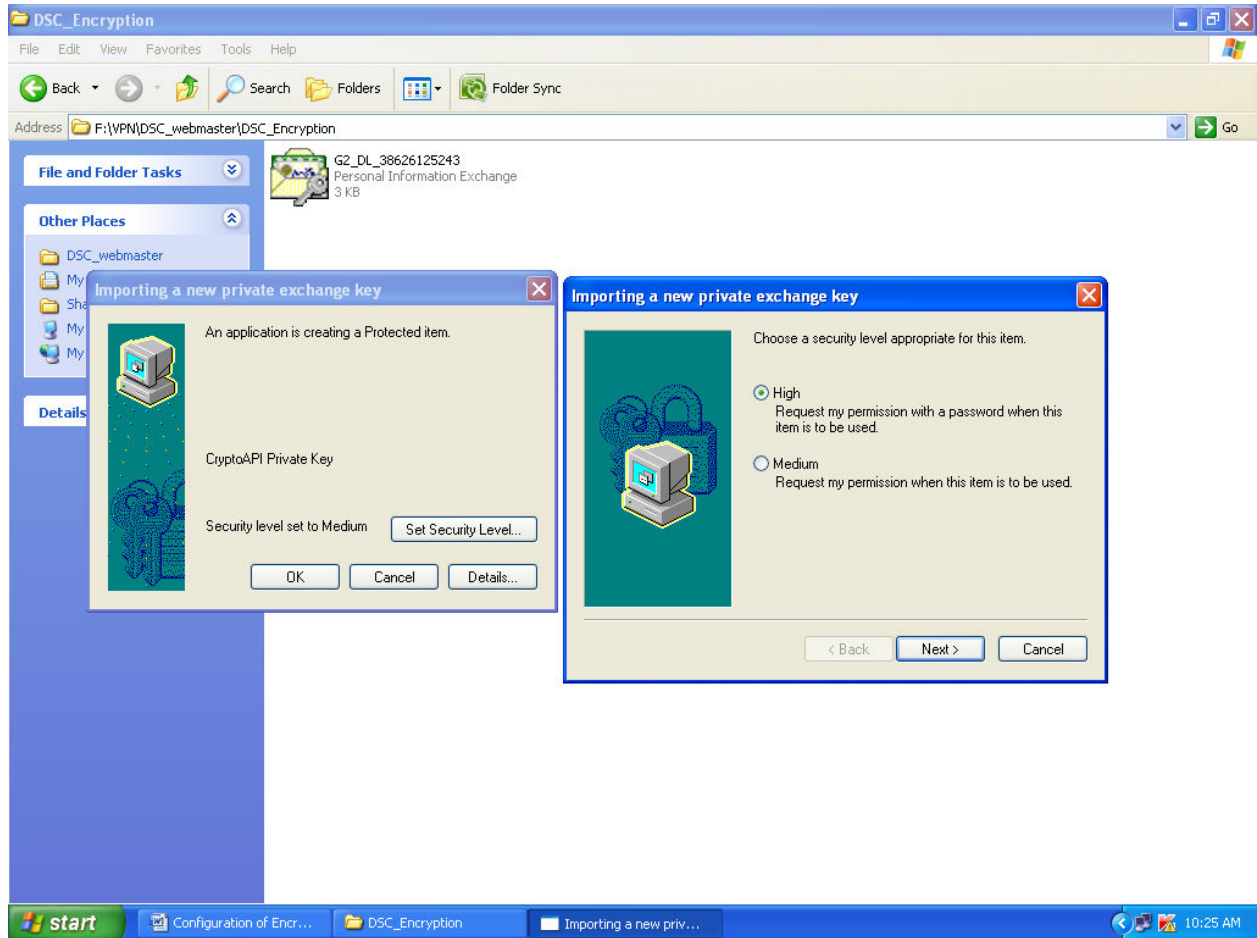 DSC_Encryption
File Edit View Favorites Tools Help
Back Search Folders Folder Sync
Address F:\VPN\DSC_webmaster\DSC_Encryption Go
File and Folder Tasks
Other Places
DSC_webmaster
My
Sha
My
My
Details
G2_DL_38626125243
Personal Information Exchange
3 KB
Importing a new private exchange key
An application is creating a Protected item.
CryptoAPI Private Key
Security level set to Medium Set Security Level...
OK Cancel Details...
Importing a new private exchange key
Choose a security level appropriate for this item.
High
Request my permission with a password when this
item is to be used.
Medium
Request my permission when this item is to be used.
< Back Next > Cancel
start Configuration of Encr... DSC_Encryption Importing a new priv... 10:25 AM